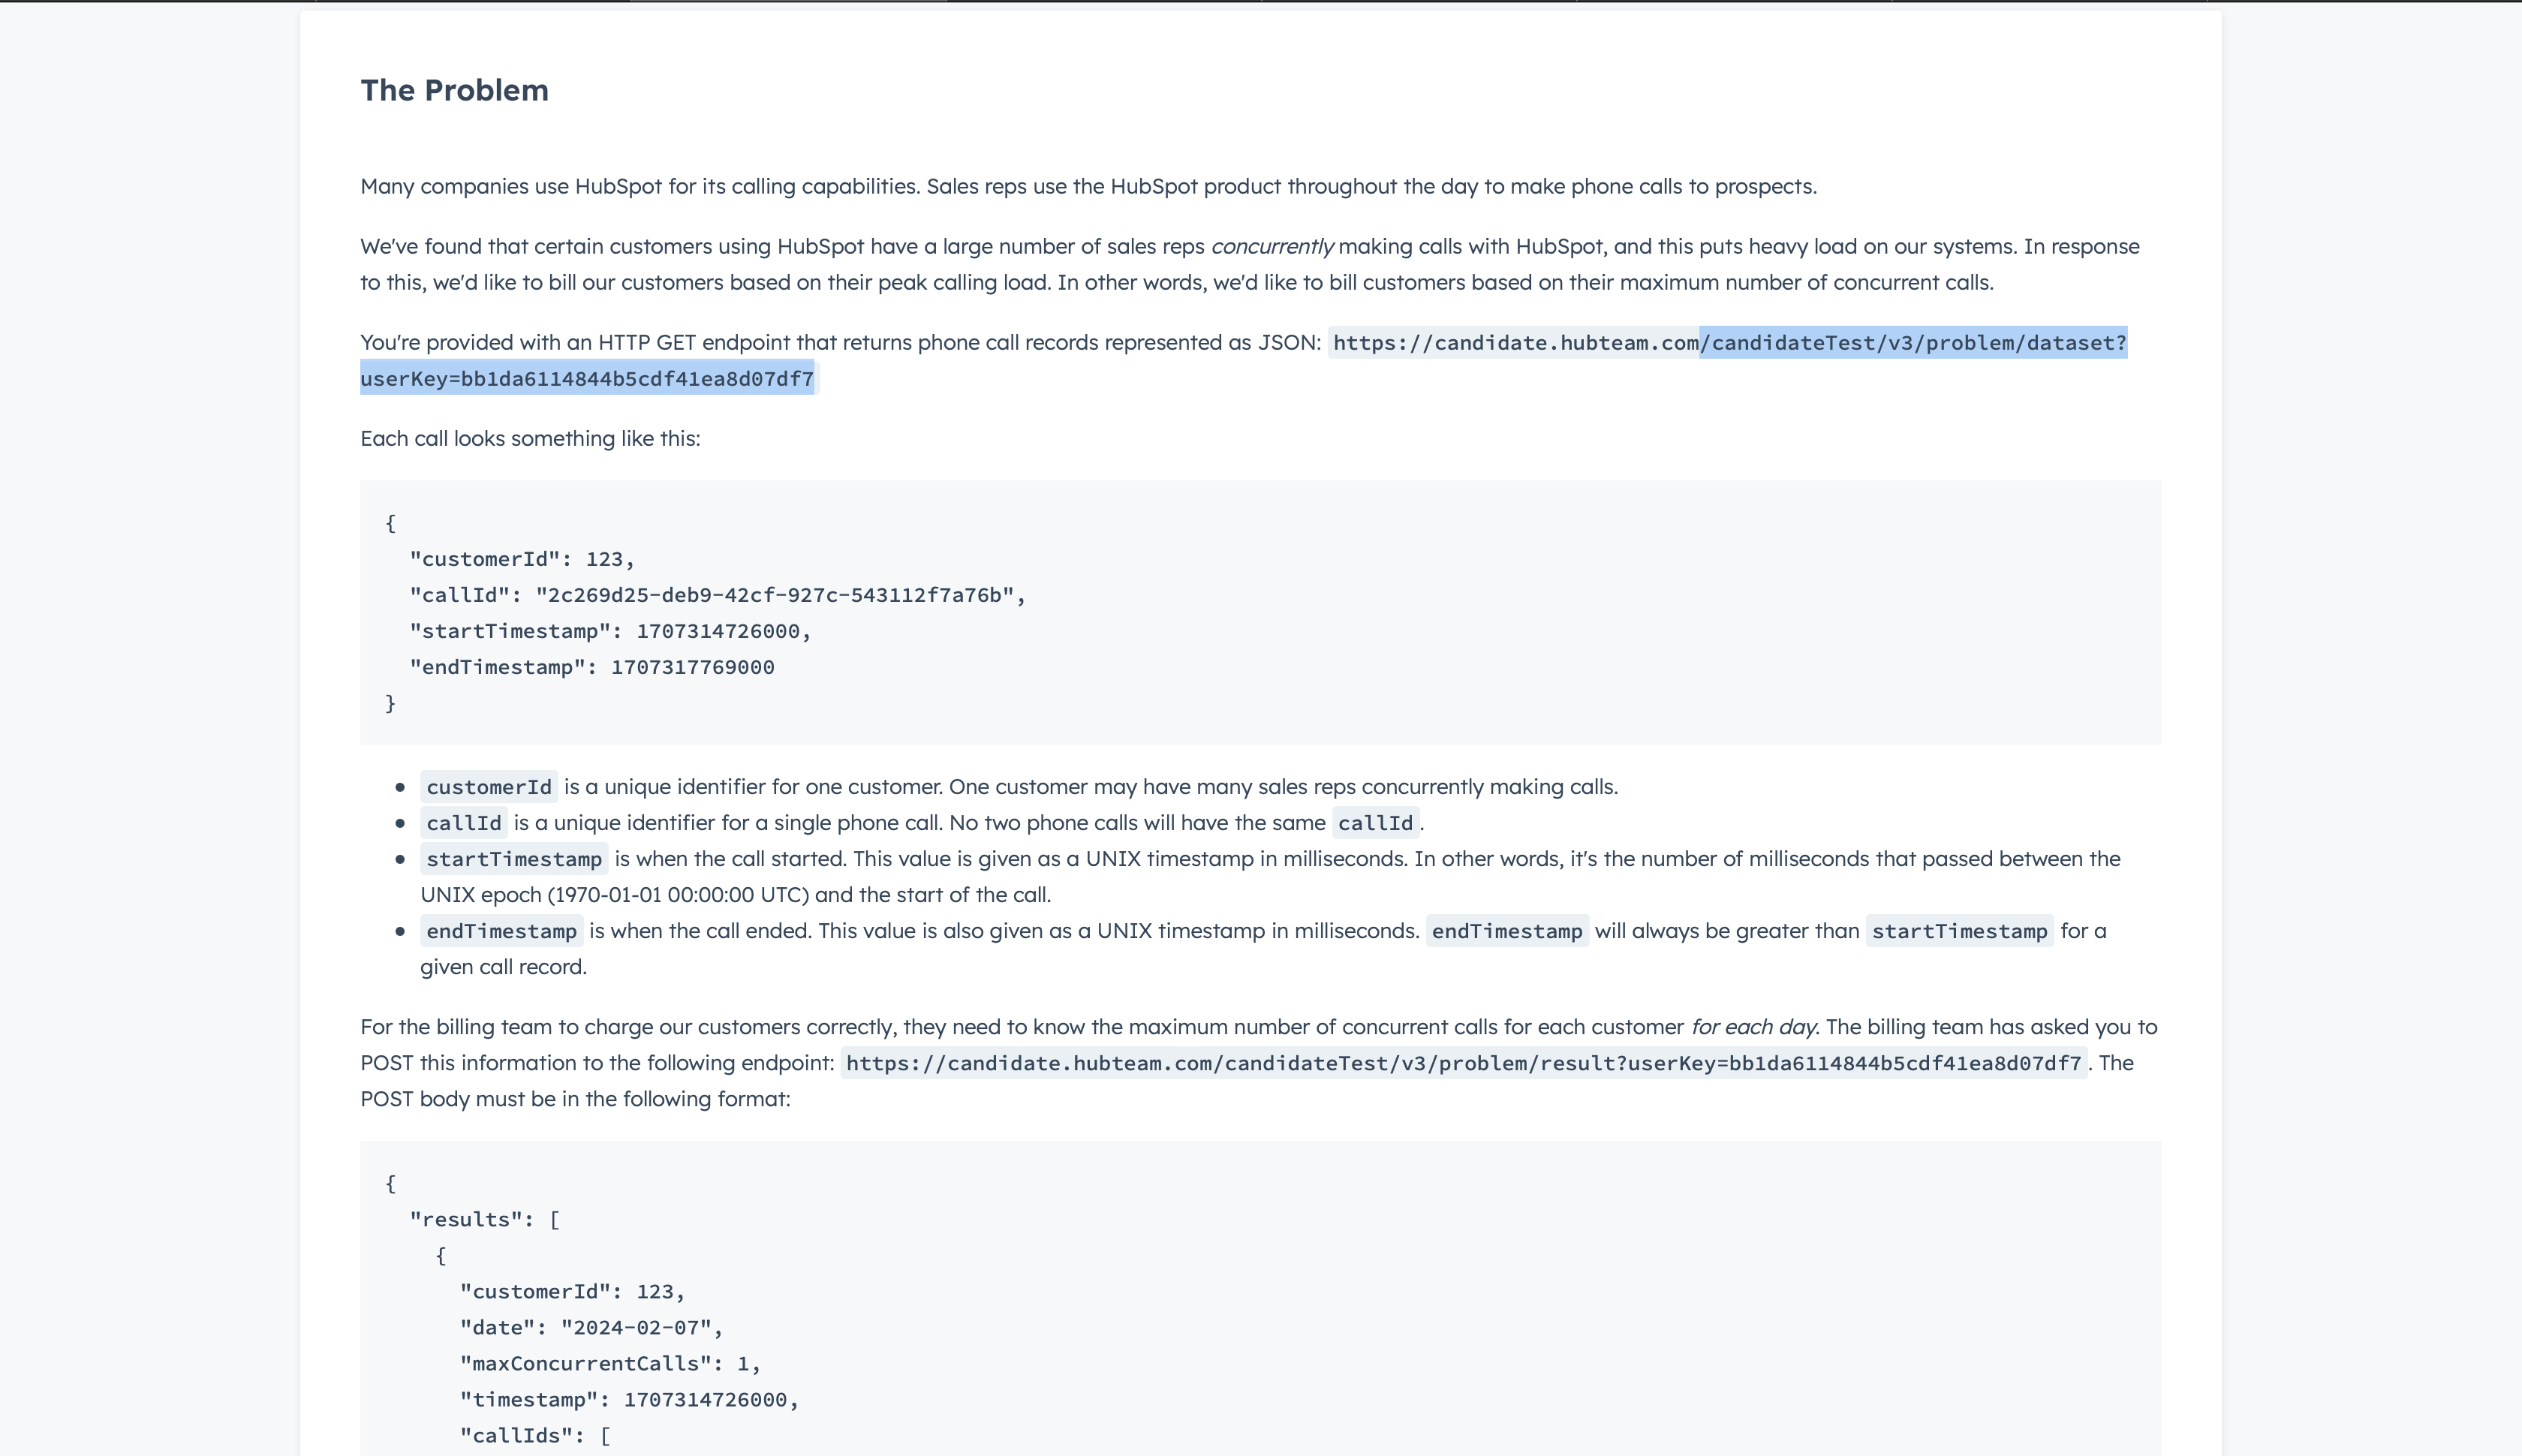 The Problem
Many companies use HubSpot for its calling capabilities. Sales reps use the HubSpot product throughout the day to make phone calls to prospects.
We've found that certain customers using HubSpot have a large number of sales reps concurrently making calls with HubSpot, and this puts heavy load on our systems. In response
to this, we'd like to bill our customers based on their peak calling load. In other words, we'd like to bill customers based on their maximum number of concurrent calls.
You're provided with an HTTP GET endpoint that returns phone call records represented as JSON: https://candidate.hubteam.com/candidateTest/v3/problem/dataset?
userKey=bb1da6114844b5cdf41ea8d07df7
Each call looks something like this:
{
  "customerId": 123,
  "callId": "2c269d25-deb9-42cf-927c-543112f7a76b",
  "startTimestamp": 1707314726000,
  "endTimestamp": 1707317769000
}
• customerId is a unique identifier for one customer. One customer may have many sales reps concurrently making calls.
• callId is a unique identifier for a single phone call. No two phone calls will have the same callId.
• startTimestamp is when the call started. This value is given as a UNIX timestamp in milliseconds. In other words, it's the number of milliseconds that passed between the
UNIX epoch (1970-01-01 00:00:00 UTC) and the start of the call.
• endTimestamp is when the call ended. This value is also given as a UNIX timestamp in milliseconds. endTimestamp will always be greater than startTimestamp for a
given call record.
For the billing team to charge our customers correctly, they need to know the maximum number of concurrent calls for each customer for each day. The billing team has asked you to
POST this information to the following endpoint: https://candidate.hubteam.com/candidateTest/v3/problem/result?userKey=bb1da6114844b5cdf41ea8d07df7. The
POST body must be in the following format:
{
  "results": [
    {
      "customerId": 123,
      "date": "2024-02-07",
      "maxConcurrentCalls": 1,
      "timestamp": 1707314726000,
      "callIds": [